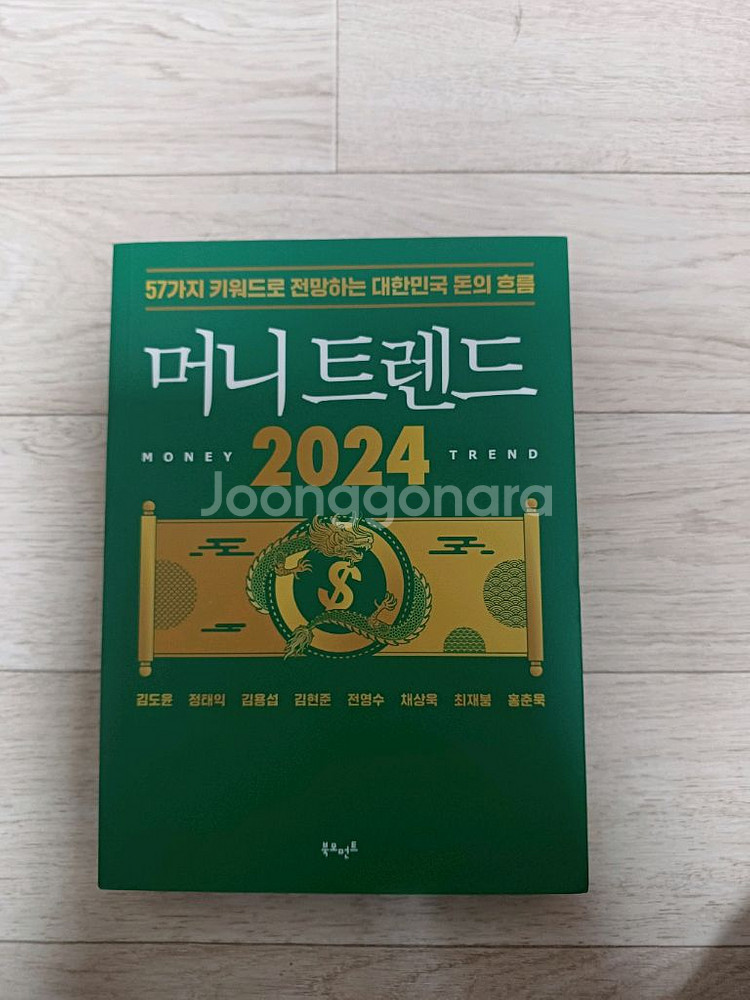 57가지 키워드로 전망하는 대한민국 돈의 흐름
머니 트렌드
MONEY 2024 TREND
Joonggonara
김도윤 정태익 김용섭 김현준 전영수 채상욱 최재붕 홍춘욱
북모먼트